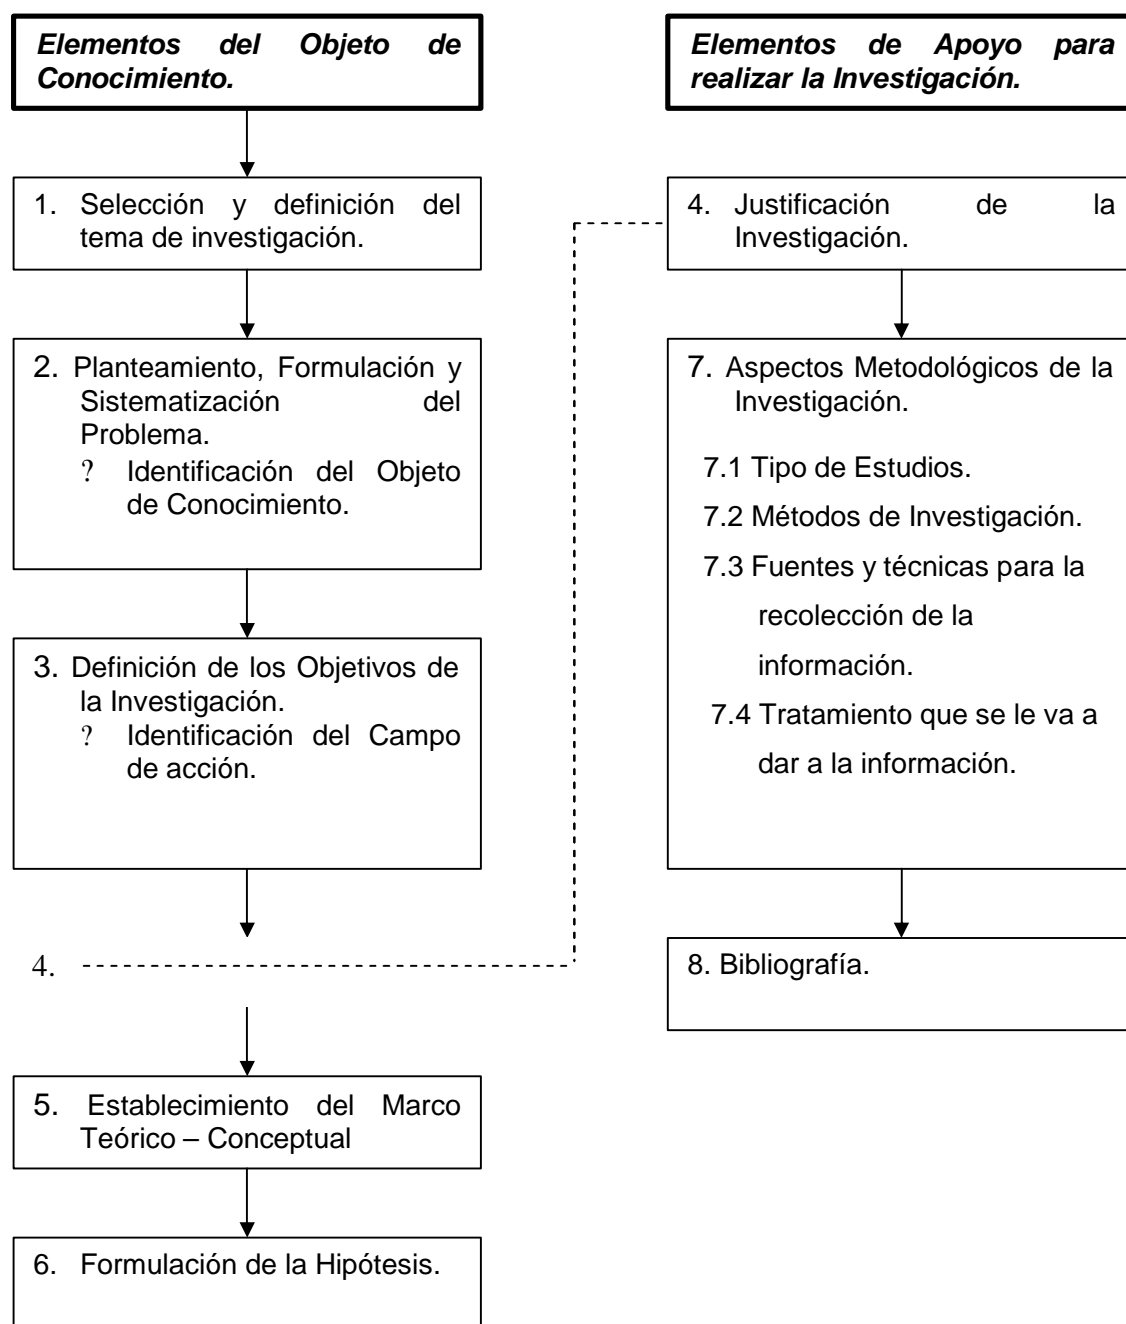 Elementos del Objeto de
Conocimiento.
1. Selección y definición del
tema de investigación.
2. Planteamiento, Formulación y
Sistematización del
Problema.
? Identificación del Objeto
de Conocimiento.
3. Definición de los Objetivos de
la Investigación.
? Identificación del Campo
de acción.
4.
5. Establecimiento del Marco
Teórico – Conceptual
6. Formulación de la Hipótesis.
Elementos de Apoyo para
realizar la Investigación.
4. Justificación de la
Investigación.
7. Aspectos Metodológicos de la
Investigación.
7.1 Tipo de Estudios.
7.2 Métodos de Investigación.
7.3 Fuentes y técnicas para la
recolección de la
información.
7.4 Tratamiento que se le va a
dar a la información.
8. Bibliografía.